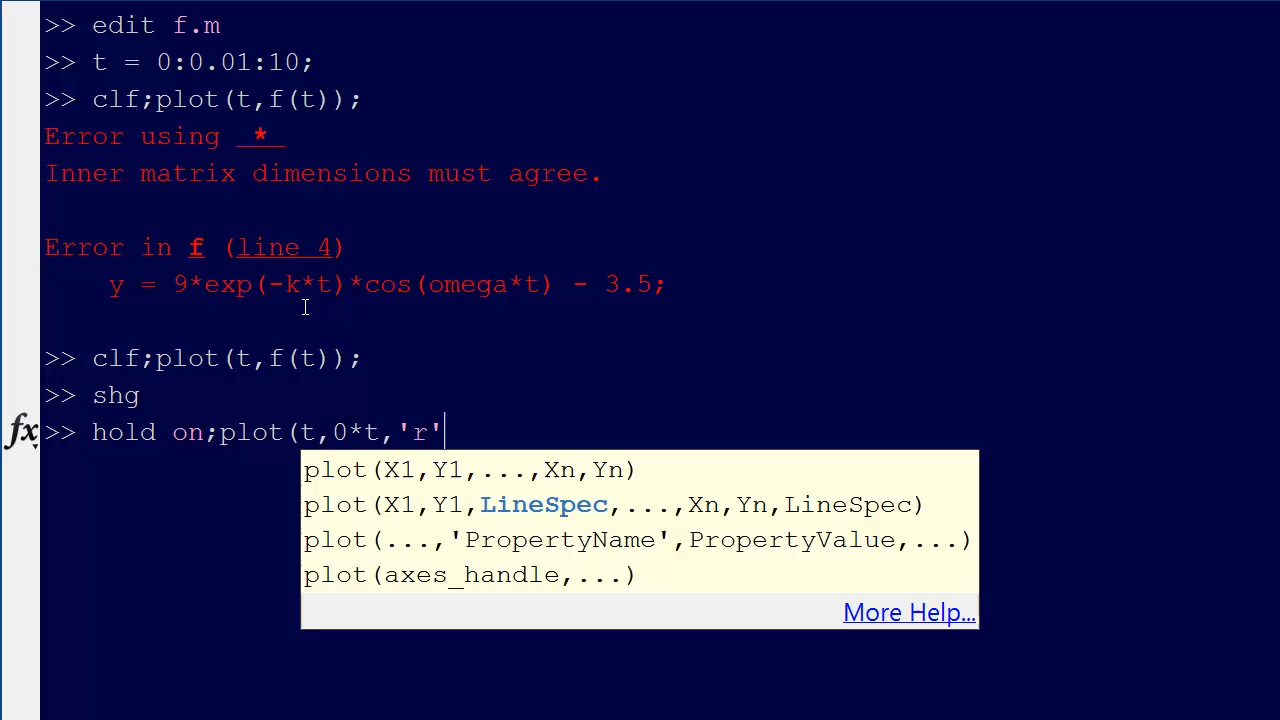 >> edit f.m
>> t = 0:0.01:10;
>> clf;plot(t,f(t));
Error using  * 
Inner matrix dimensions must agree.
Error in f (line 4)
    y = 9*exp(-k*t)*cos(omega*t) - 3.5;
>> clf;plot(t,f(t));
>> shg
fx >> hold on;plot(t,0*t,'r'
plot(X1,Y1,...,Xn,Yn)
plot(X1,Y1,LineSpec,...,Xn,Yn,LineSpec)
plot(...,'PropertyName',PropertyValue,...)
plot(axes_handle,...)
More Help...